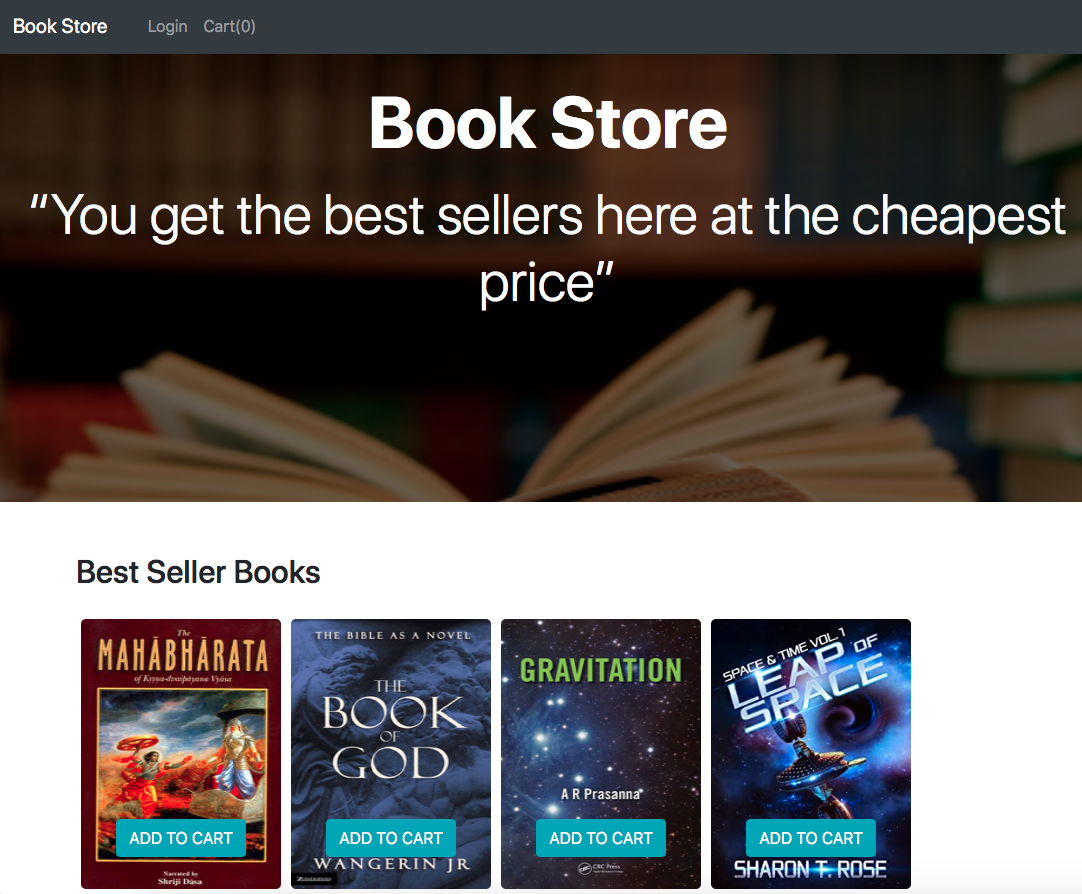 Book Store Login Cart(0)
Book Store
“You get the best sellers here at the cheapest
price”
Best Seller Books
The
MAHĀBHĀRATA
of Kṛṣṇa-dvaipāyana Vyāsa
ADD TO CART
Narrated by
Shriji Dāsa
THE BIBLE AS A NOVEL
THE
BOOK
OF
GOD
ADD TO CART
WANGERIN JR
GRAVITATION
A R Prasanna
ADD TO CART
CRC Press
SPACE & TIME VOL. 1
LEAP OF
SPACE
ADD TO CART
SHARON T. ROSE